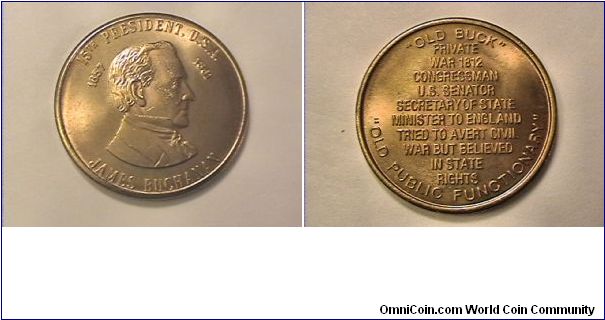 15TH PRESIDENT. U.S.A.
1857
JAMES BUCHANAN
"OLD BUCK"
PRIVATE
WAR 1812
CONGRESSMAN
U.S. SENATOR
SECRETARY OF STATE
MINISTER TO ENGLAND
TRIED TO AVERT CIVIL
WAR BUT BELIEVED
IN STATE
RIGHTS
"OLD PUBLIC FUNCTIONARY"
OmniCoin.com World Coin Community